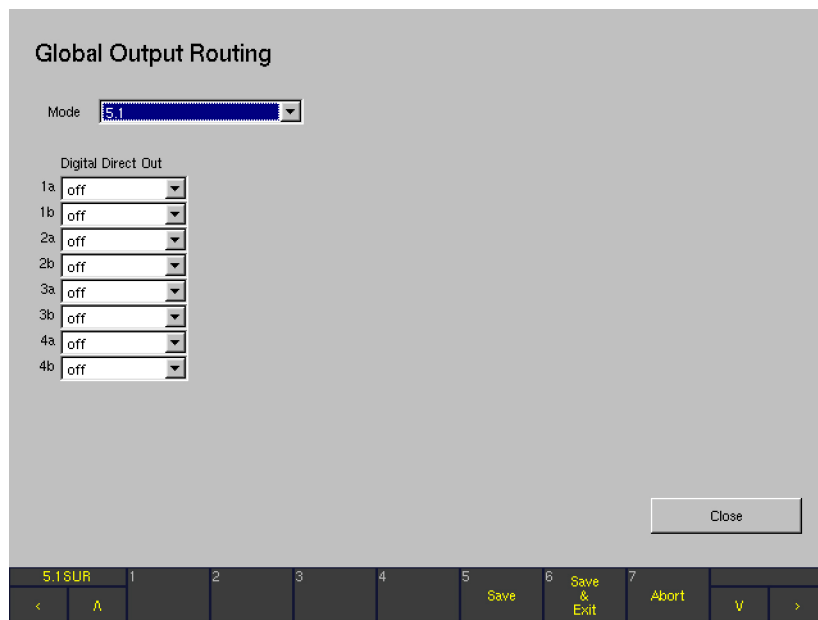 Global Output Routing
Mode 5.1
Digital Direct Out
1a off
1b off
2a off
2b off
3a off
3b off
4a off
4b off
Close
5.1SUR 1 2 3 4 5 Save 6 Save & Exit 7 Abort
< Λ V >